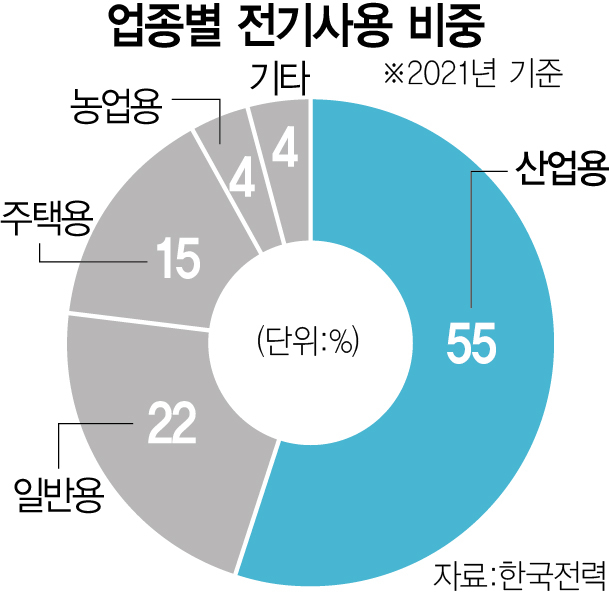 업종별 전기사용 비중
※2021년 기준
기타
4
농업용
4
산업용
55
주택용
15
(단위:%)
일반용
22
자료:한국전력